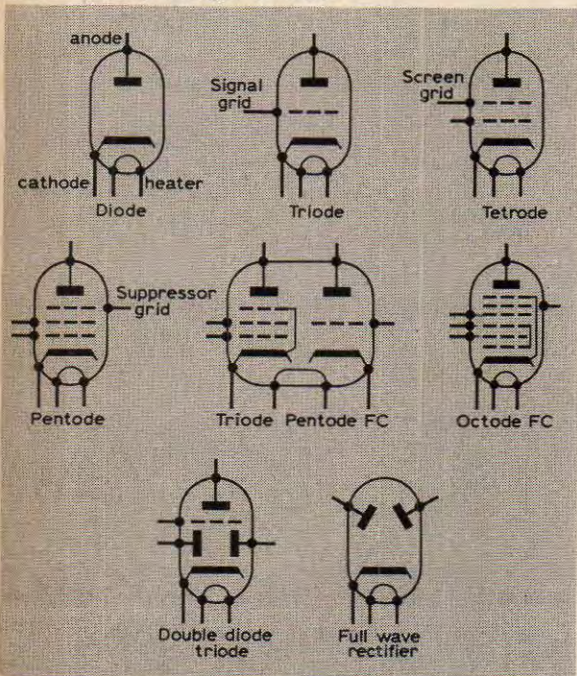 anode
Signal
grid
Screen
grid
cathode
heater
Diode
Triode
Tetrode
Suppressor
grid
Pentode
Triode Pentode FC
Octode FC
Double diode
triode
Full wave
rectifier